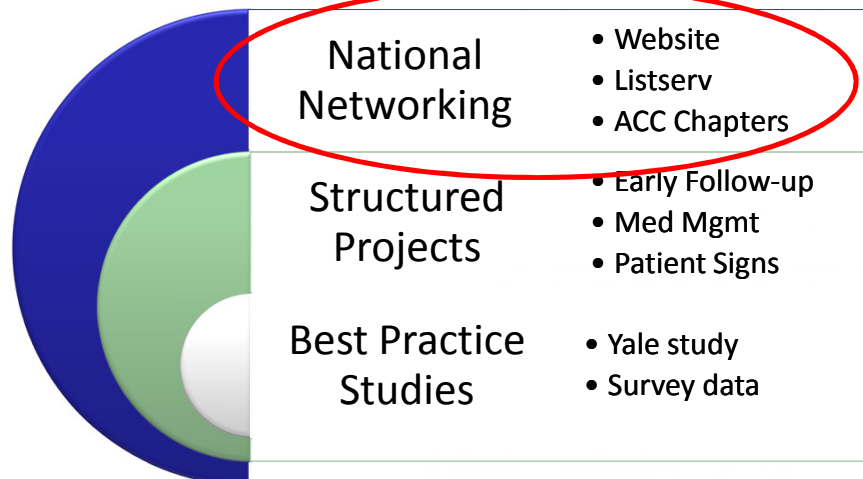 National
Networking
• Website
• Listserv
• ACC Chapters
Structured
Projects
• Early Follow-up
• Med Mgmt
• Patient Signs
Best Practice
Studies
• Yale study
• Survey data